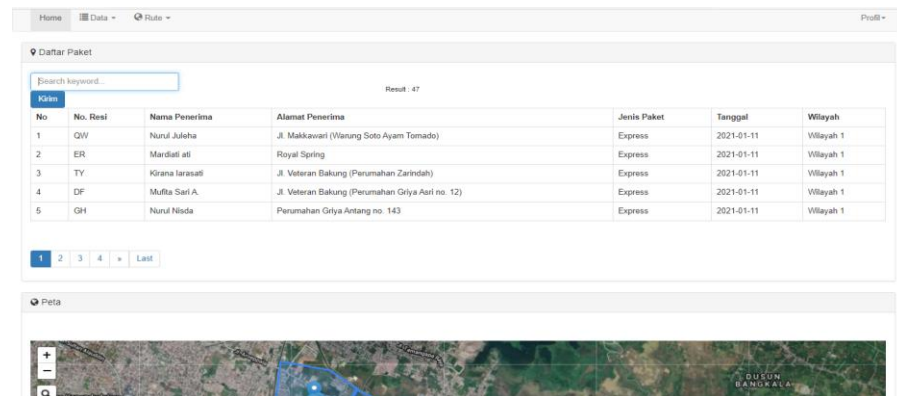 Home Data Rute Profil
Daftar Paket
Search keyword...
Result : 47
Kirim
No No. Resi Nama Penerima Alamat Penerima Jenis Paket Tanggal Wilayah
1 QW Nurul Juleha Jl. Makkawari (Warung Soto Ayam Tornado) Express 2021-01-11 Wilayah 1
2 ER Mardiati ati Royal Spring Express 2021-01-11 Wilayah 1
3 TY Kirana larasati Jl. Veteran Bakung (Perumahan Zarindah) Express 2021-01-11 Wilayah 1
4 DF Mufita Sari A. Jl. Veteran Bakung (Perumahan Griya Asri no. 12) Express 2021-01-11 Wilayah 1
5 GH Nurul Nisda Perumahan Griya Antang no. 143 Express 2021-01-11 Wilayah 1
1 2 3 4 » Last
Peta
+
−
DUSUN
BANGKALA